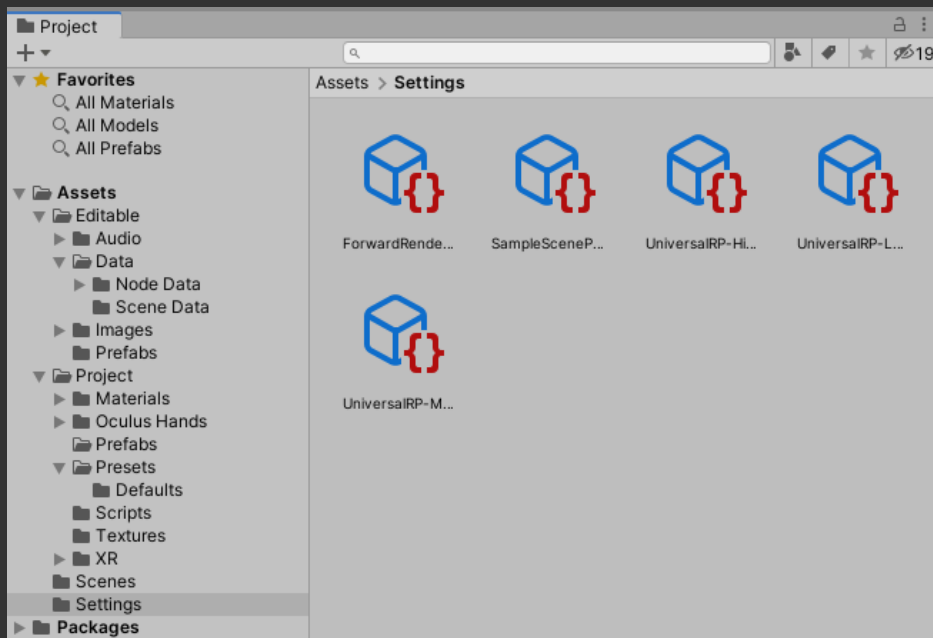 Project
19
Favorites
All Materials
All Models
All Prefabs
Assets
Editable
Audio
Data
Node Data
Scene Data
Images
Prefabs
Project
Materials
Oculus Hands
Prefabs
Presets
Defaults
Scripts
Textures
XR
Scenes
Settings
Packages
Assets > Settings
ForwardRende... SampleSceneP... UniversalRP-Hi... UniversalRP-L...
UniversalRP-M...